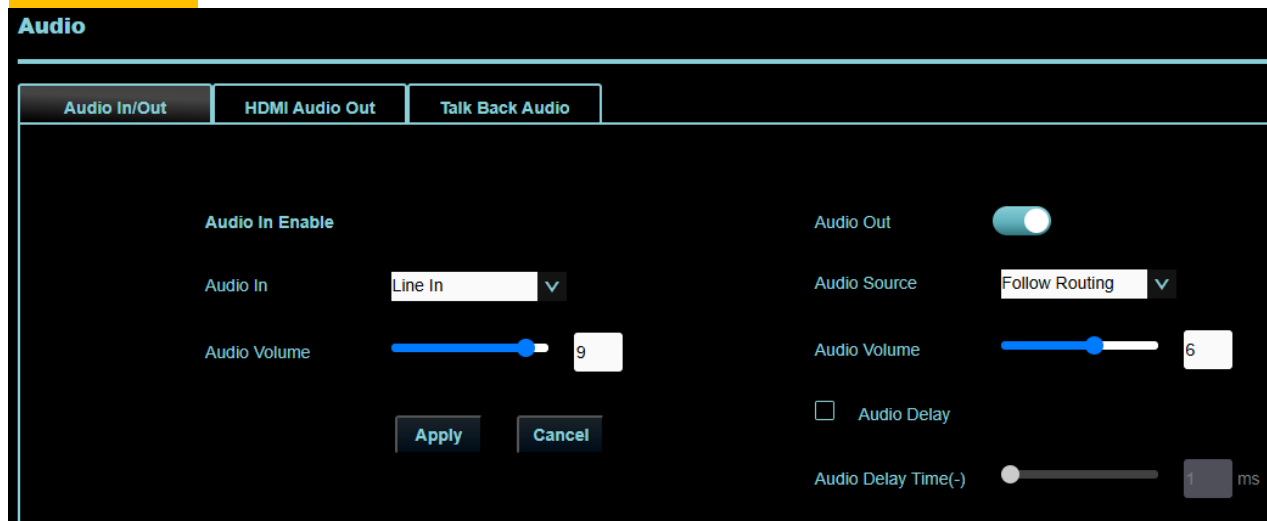 Audio
Audio In/Out HDMI Audio Out Talk Back Audio
Audio In Enable
Audio In Line In
Audio Volume 9
Apply Cancel
Audio Out
Audio Source Follow Routing
Audio Volume 6
Audio Delay
Audio Delay Time(-) 1 ms